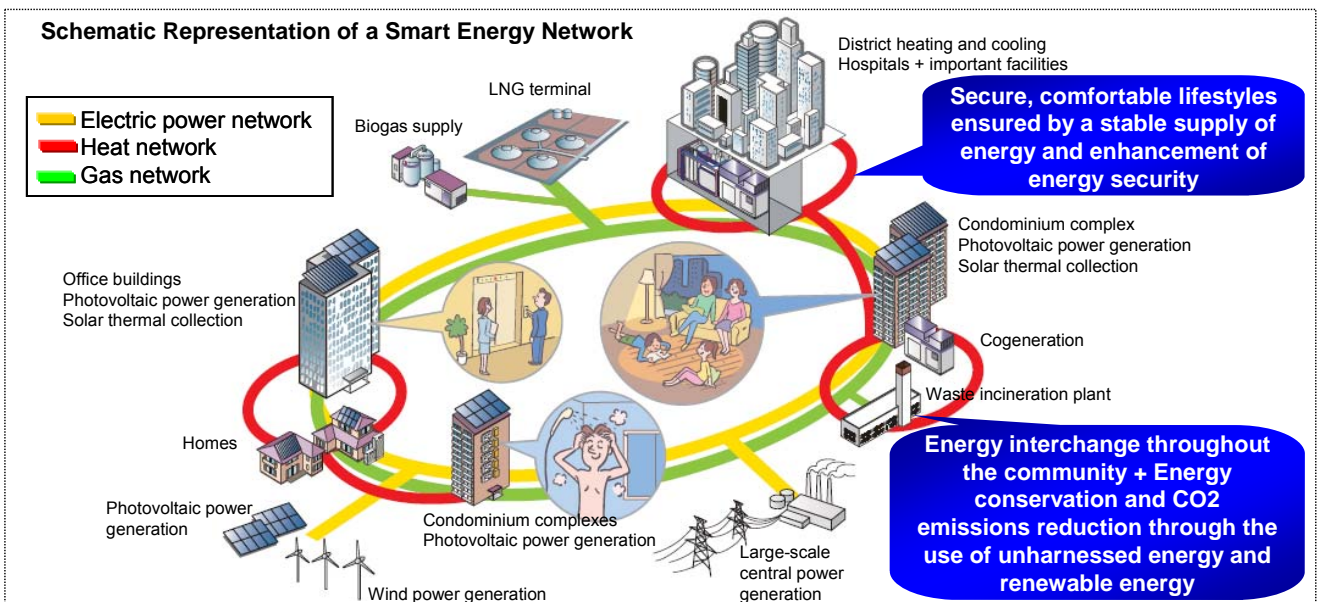 Schematic Representation of a Smart Energy Network
Electric power network
Heat network
Gas network
Biogas supply
LNG terminal
District heating and cooling
Hospitals + important facilities
Secure, comfortable lifestyles
ensured by a stable supply of
energy and enhancement of
energy security
Condominium complex
Photovoltaic power generation
Solar thermal collection
Office buildings
Photovoltaic power generation
Solar thermal collection
Cogeneration
Waste incineration plant
Homes
Energy interchange throughout
the community + Energy
conservation and CO2
emissions reduction through the
use of unharnessed energy and
renewable energy
Photovoltaic power
generation
Condominium complexes
Photovoltaic power generation
Large-scale
central power
generation
Wind power generation